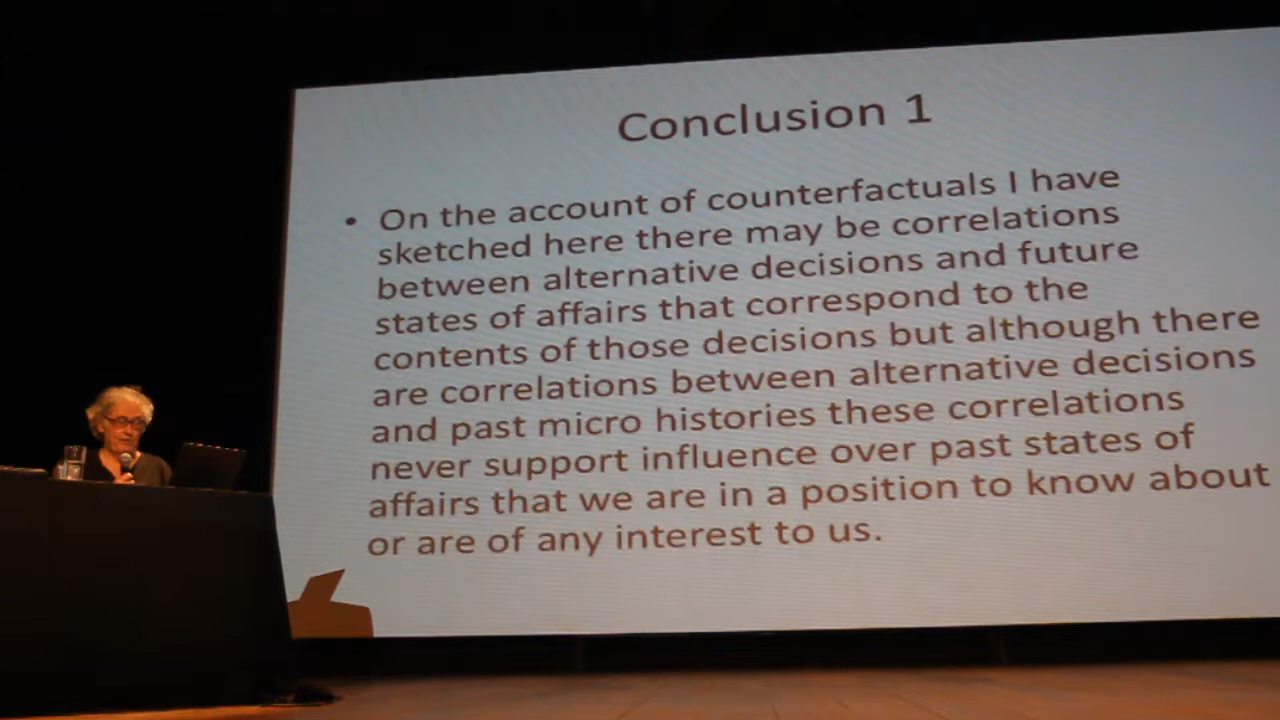 Conclusion 1
• On the account of counterfactuals I have
sketched here there may be correlations
between alternative decisions and future
states of affairs that correspond to the
contents of those decisions but although there
are correlations between alternative decisions
and past micro histories these correlations
never support influence over past states of
affairs that we are in a position to know about
or are of any interest to us.